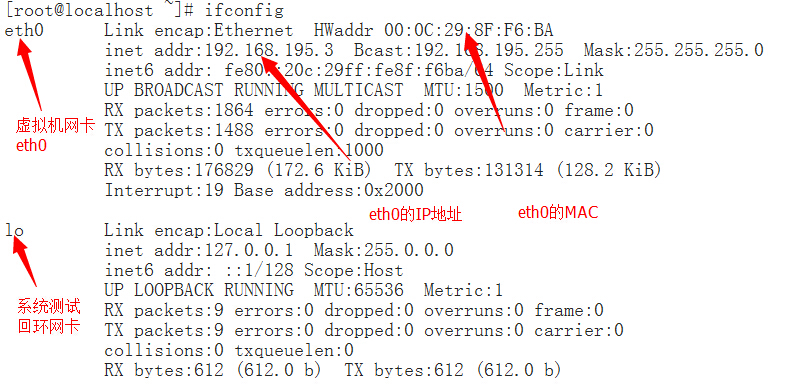 [root@localhost ~]# ifconfig
eth0 Link encap:Ethernet HWaddr 00:0C:29:8F:F6:BA
inet addr:192.168.195.3 Bcast:192.168.195.255 Mask:255.255.255.0
inet6 addr: fe80::20c:29ff:fe8f:f6ba/64 Scope:Link
UP BROADCAST RUNNING MULTICAST MTU:1500 Metric:1
RX packets:1864 errors:0 dropped:0 overruns:0 frame:0
TX packets:1488 errors:0 dropped:0 overruns:0 carrier:0
collisions:0 txqueuelen:1000
RX bytes:176829 (172.6 KiB) TX bytes:131314 (128.2 KiB)
Interrupt:19 Base address:0x2000
虚拟机网卡
eth0
eth0的IP地址
eth0的MAC
lo Link encap:Local Loopback
inet addr:127.0.0.1 Mask:255.0.0.0
inet6 addr: ::1/128 Scope:Host
UP LOOPBACK RUNNING MTU:65536 Metric:1
RX packets:9 errors:0 dropped:0 overruns:0 frame:0
TX packets:9 errors:0 dropped:0 overruns:0 carrier:0
collisions:0 txqueuelen:0
RX bytes:612 (612.0 b) TX bytes:612 (612.0 b)
系统测试
回环网卡